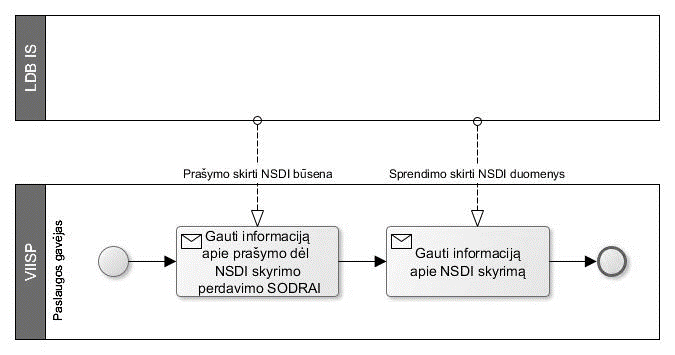 LDB IS
Prašymo skirti NSDI būsena
Sprendimo skirti NSDI duomenys
VIISP
Paslaugos gavėjas
Gauti informaciją
apie prašymo dėl
NSDI skyrimo
perdavimo SODRAI
Gauti informaciją
apie NSDI skyrimą